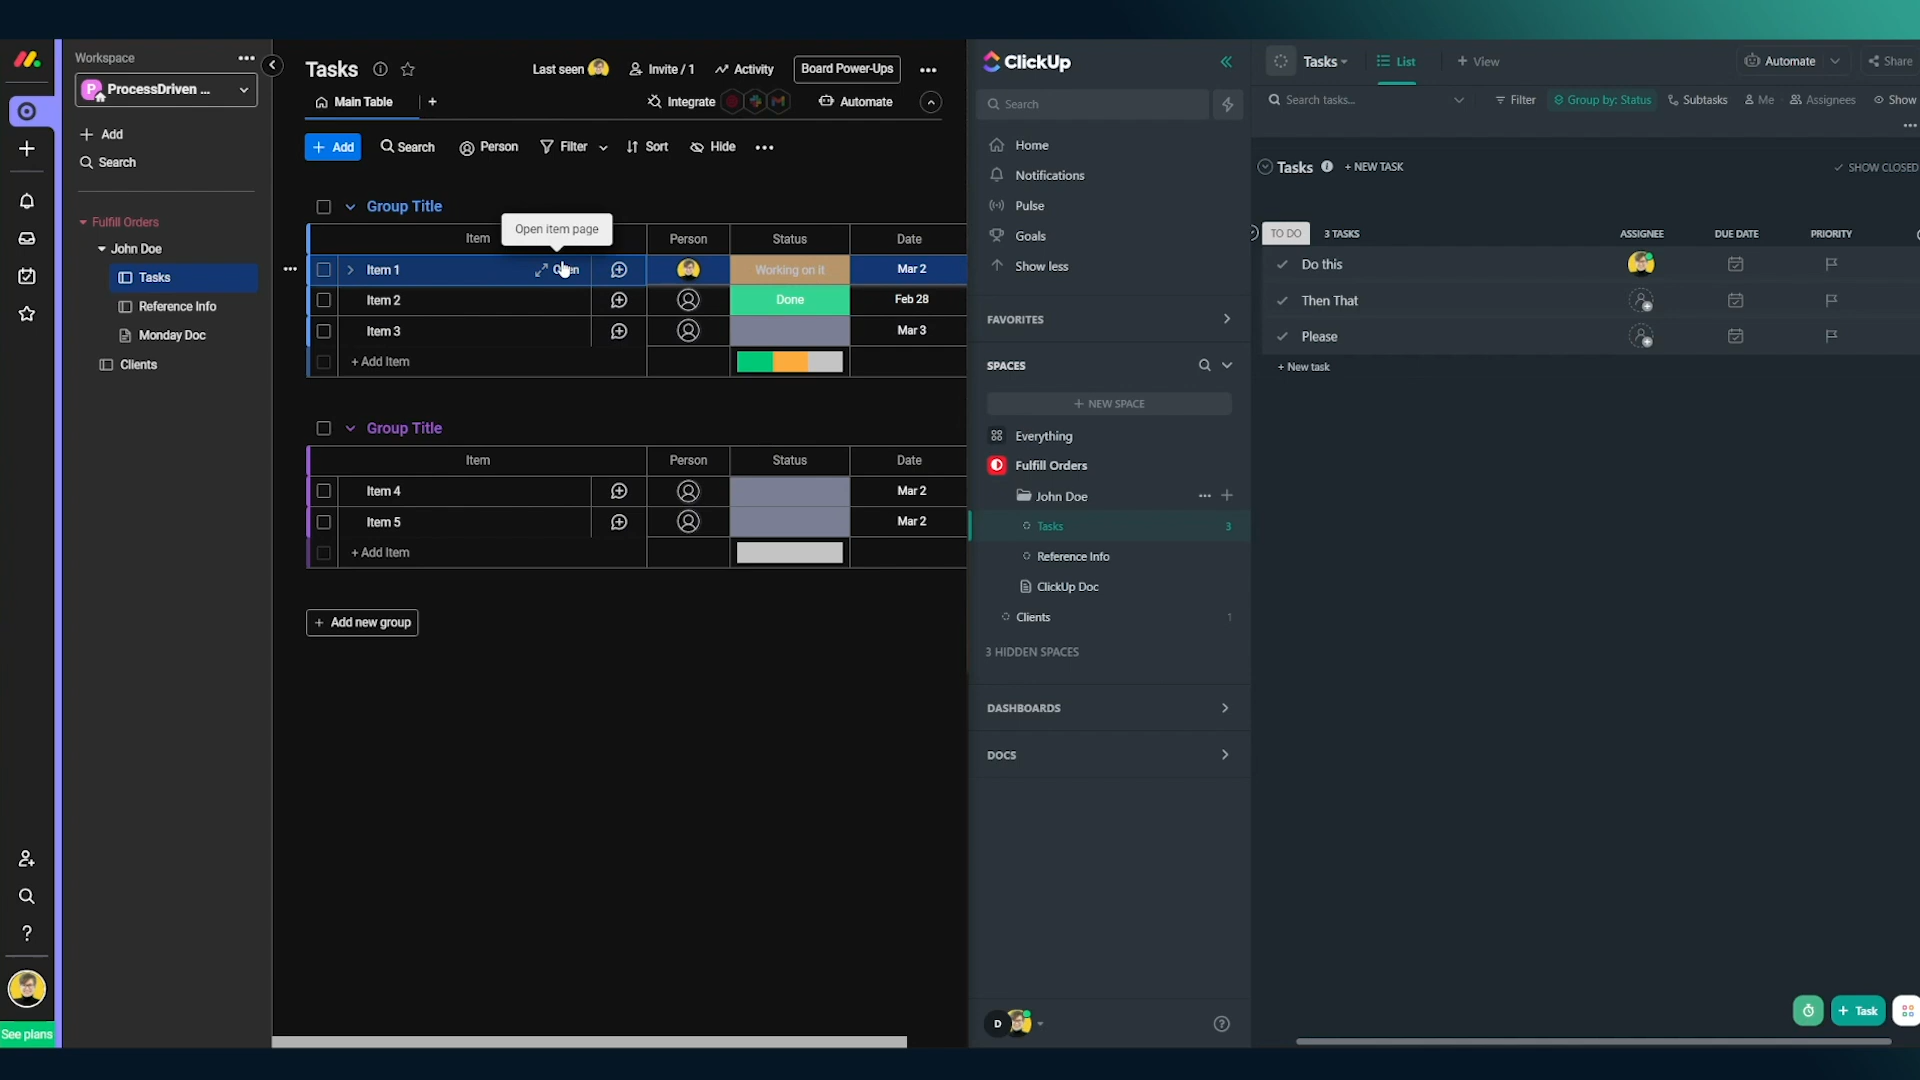 Workspace
P ProcessDriven ...
+ Add
Search
Fulfill Orders
John Doe
Tasks
Reference Info
Monday Doc
Clients
See plans
Tasks
Last seen
Invite / 1
Activity
Board Power-Ups
Main Table
+
Integrate
Automate
+ Add
Search
Person
Filter
Sort
Hide
Group Title
Open item page
Item
Person
Status
Date
Item 1
Working on it
Mar 2
Item 2
Done
Feb 28
Item 3
Mar 3
+ Add Item
Group Title
Item
Person
Status
Date
Item 4
Mar 2
Item 5
Mar 2
+ Add Item
+ Add new group
ClickUp
Search
Home
Notifications
Pulse
Goals
Show less
FAVORITES
SPACES
+ NEW SPACE
Everything
Fulfill Orders
John Doe
Tasks 3
Reference Info
ClickUp Doc
Clients 1
3 HIDDEN SPACES
DASHBOARDS
DOCS
D
Tasks
List
+ View
Automate
Share
Search tasks...
Filter
Group by: Status
Subtasks
Me
Assignees
Show
Tasks
+ NEW TASK
SHOW CLOSED
TO DO
3 TASKS
ASSIGNEE
DUE DATE
PRIORITY
Do this
Then That
Please
+ New task
+ Task